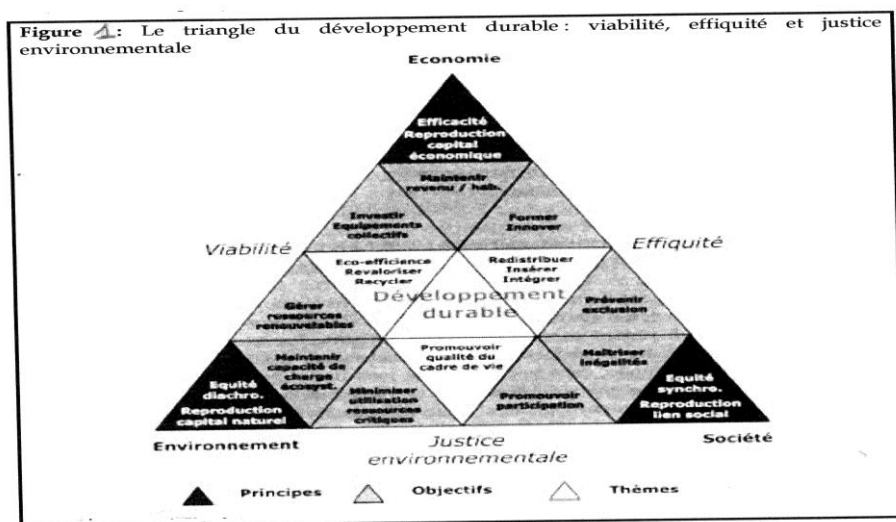 Figure 1: Le triangle du développement durable : viabilité, effiquité et justice
environnementale
Economie
Efficacité
Reproduction
capital
économique
Maintenir
revenu / hab.
Investir
Equipements
collectifs
Former
Innover
Viabilité
Effiquité
Eco-efficience
Revaloriser
Recycler
Redistribuer
Insérer
Intégrer
Développement
durable
Gérer
ressources
renouvelables
Prévenir
exclusion
Promouvoir
qualité du
cadre de vie
Maintenir
capacité de
charge
écosyst.
Maîtriser
inégalités
Equité
diachro.
Reproduction
capital naturel
Minimiser
utilisation
ressources
critiques
Promouvoir
participation
Equité
synchro.
Reproduction
lien social
Environnement
Justice
environnementale
Société
Principes
Objectifs
Thèmes